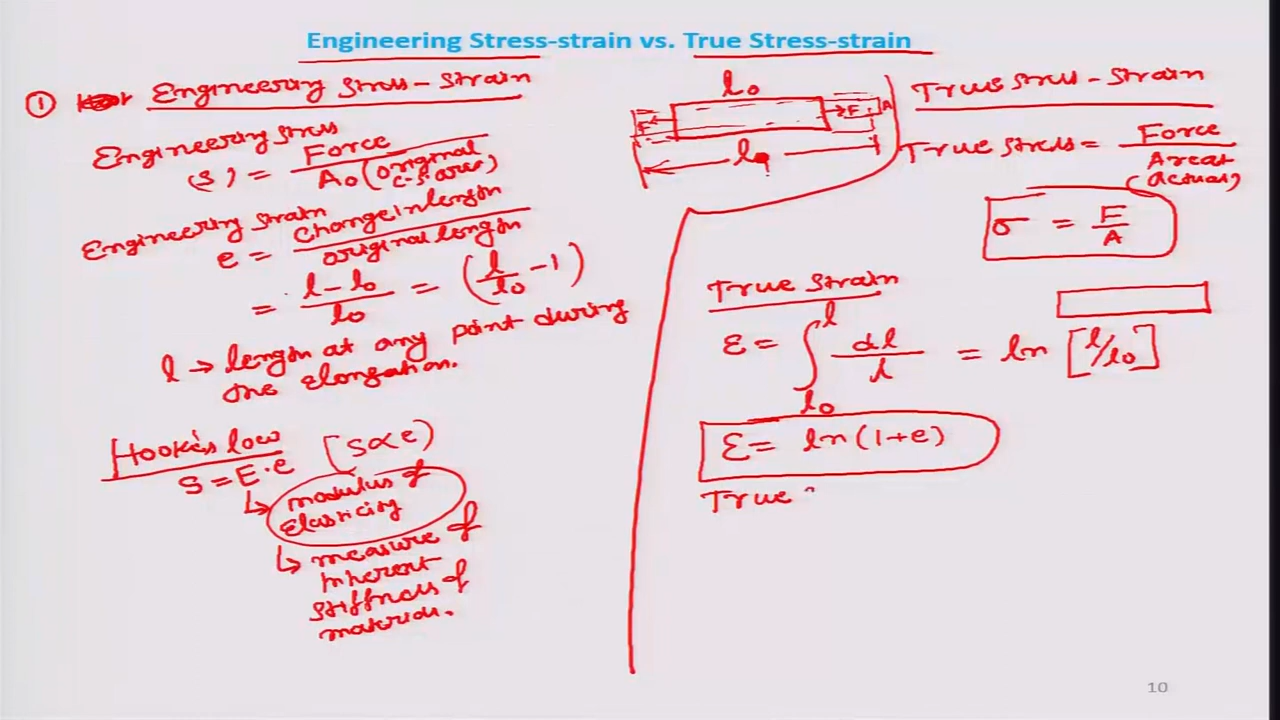 Engineering Stress-strain vs. True Stress-strain
① Engineering Stress - Strain
Engineering Stress
(S) = Force / A₀ (original c-s area)
Engineering Strain
e = Change in length / original length
= l - l₀ / l₀ = (l/l₀ - 1)
l → length at any point during
the elongation.
Hooke's low [S ∝ e]
S = E·e
↳ modulus of
Elasticity
↳ measure of
inherent
stiffness of
materials.
l₀
F F A
l
True Stress - Strain
True Stress = Force / Area (actual)
σ = F/A
True Strain
ε = ∫ₗ₀ˡ dl/l = ln [l/l₀]
ε = ln(1+e)
True
10